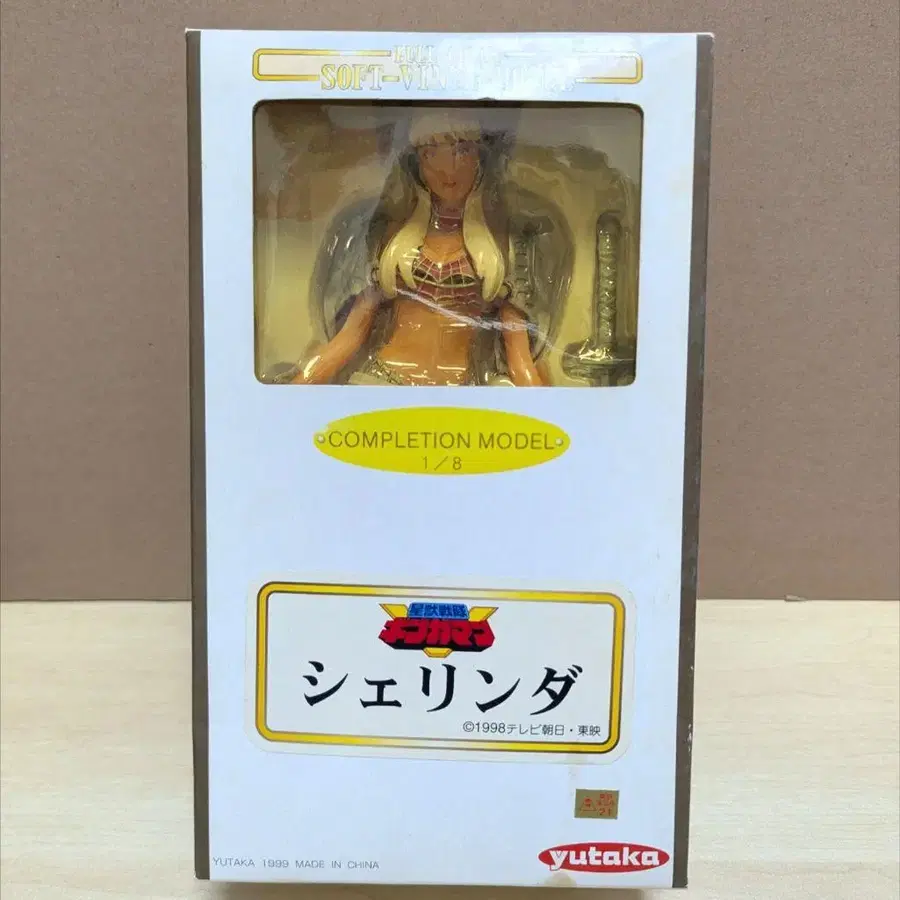 SOFT-VINYL
COMPLETION MODEL
1/8
星獣戦隊
ギンガマン
シェリンダ
©1998テレビ朝日・東映
YUTAKA 1999 MADE IN CHINA
yutaka